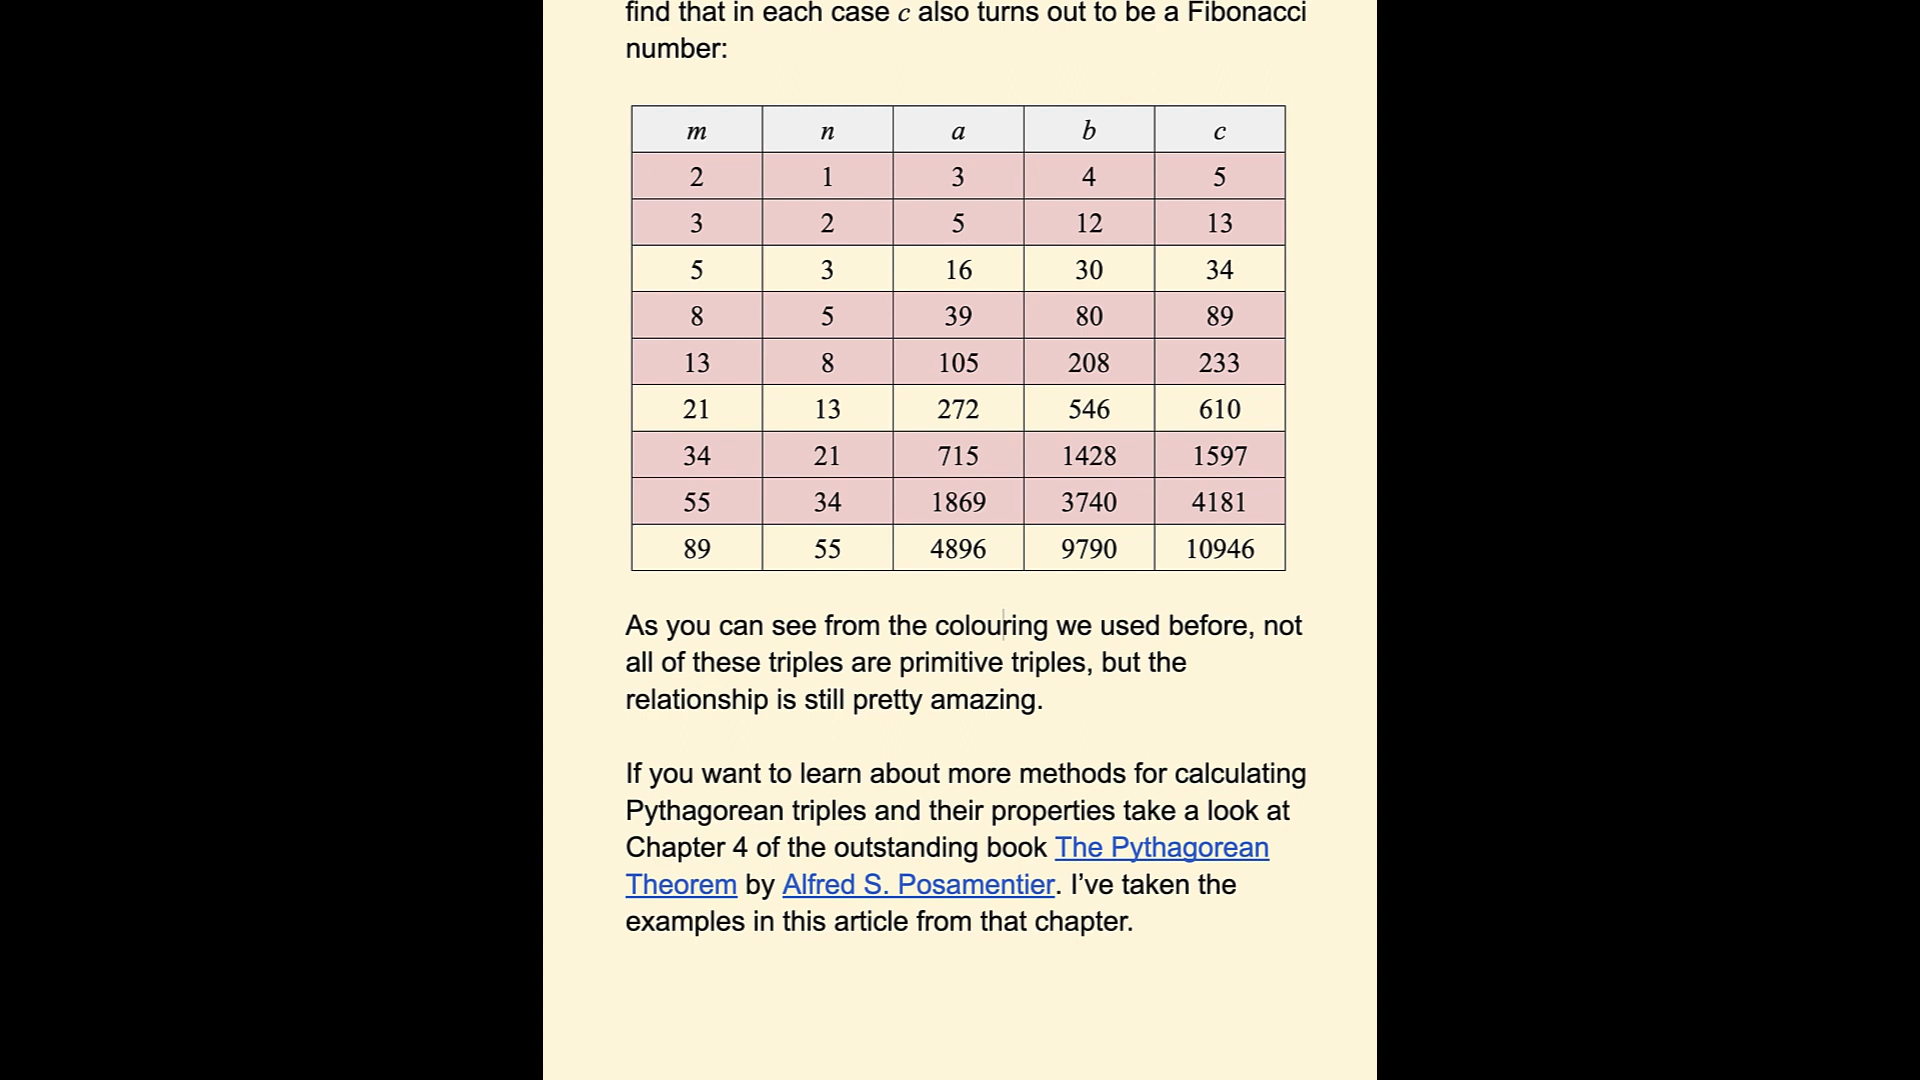 find that in each case c also turns out to be a Fibonacci
number:
m n a b c
2 1 3 4 5
3 2 5 12 13
5 3 16 30 34
8 5 39 80 89
13 8 105 208 233
21 13 272 546 610
34 21 715 1428 1597
55 34 1869 3740 4181
89 55 4896 9790 10946
As you can see from the colouring we used before, not
all of these triples are primitive triples, but the
relationship is still pretty amazing.
If you want to learn about more methods for calculating
Pythagorean triples and their properties take a look at
Chapter 4 of the outstanding book The Pythagorean
Theorem by Alfred S. Posamentier. I’ve taken the
examples in this article from that chapter.